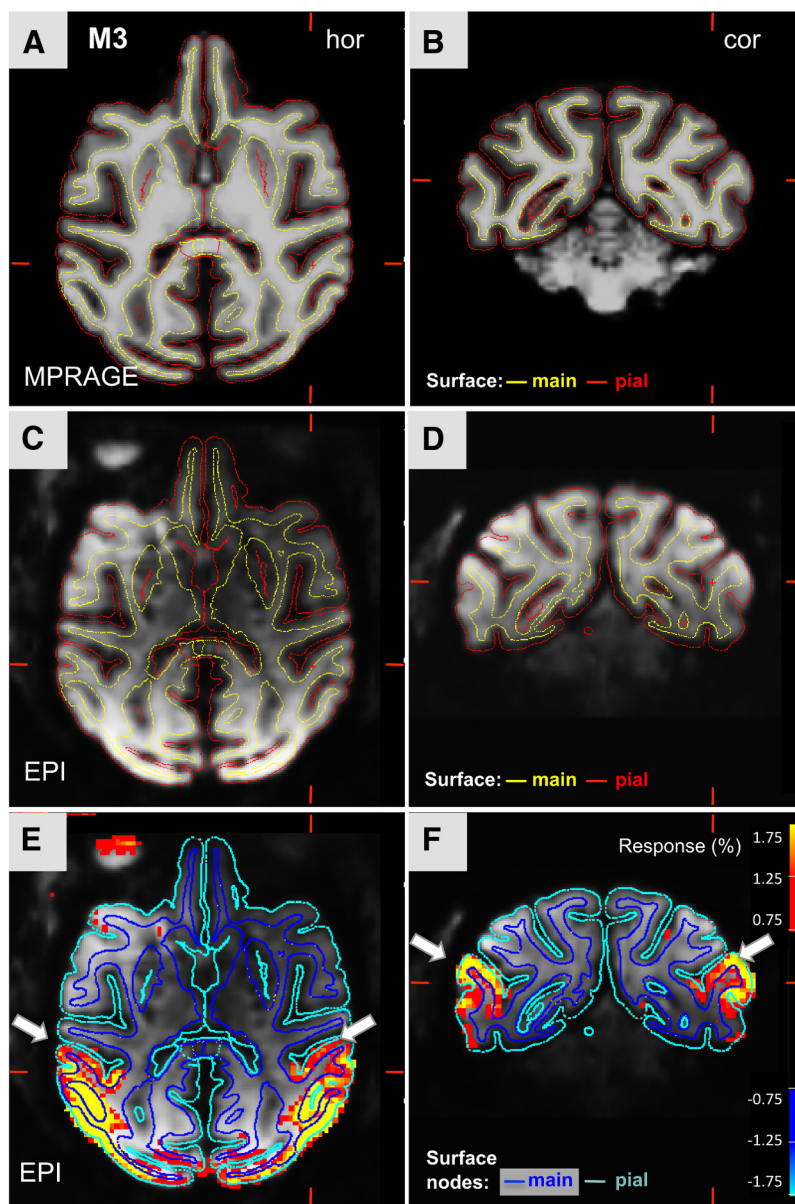 A M3 hor
B cor
MPRAGE
Surface: main pial
C
D
EPI
Surface: main pial
E
F Response (%)
1.75
1.25
0.75
-0.75
-1.25
-1.75
EPI
Surface
nodes: main pial